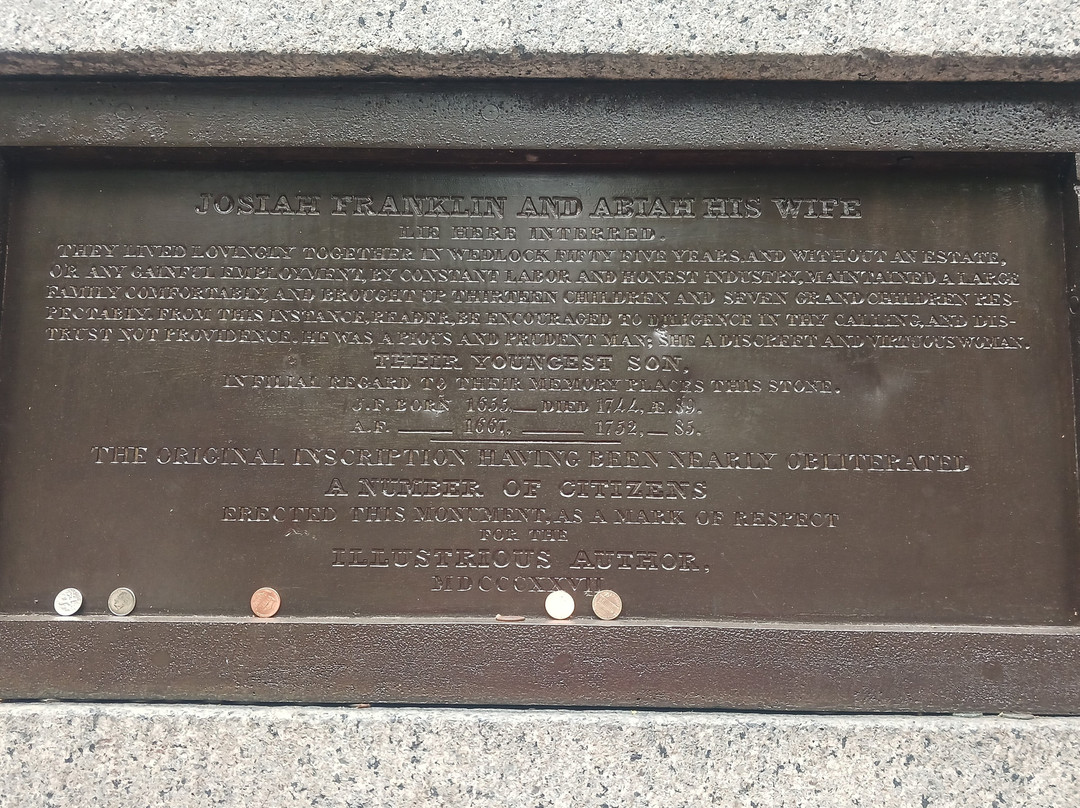 JOSIAH FRANKLIN AND ABIAH HIS WIFE
LIE HERE INTERRED.
THEY LIVED LOVINGLY TOGETHER IN WEDLOCK FIFTY FIVE YEARS, AND WITHOUT AN ESTATE,
OR ANY GAINFUL EMPLOYMENT, BY CONSTANT LABOR AND HONEST INDUSTRY, MAINTAINED A LARGE
FAMILY COMFORTABLY, AND BROUGHT UP THIRTEEN CHILDREN AND SEVEN GRAND CHILDREN RES-
PECTABLY. FROM THIS INSTANCE, READER, BE ENCOURAGED TO DILIGENCE IN THY CALLING, AND DIS-
TRUST NOT PROVIDENCE. HE WAS A PIOUS AND PRUDENT MAN; SHE A DISCREET AND VIRTUOUS WOMAN.
THEIR YOUNGEST SON,
IN FILIAL REGARD TO THEIR MEMORY PLACES THIS STONE.
J.F. BORN 1655, — DIED 1744, Æ. 89.
A.F. — 1667, — 1752, — 85.
THE ORIGINAL INSCRIPTION HAVING BEEN NEARLY OBLITERATED
A NUMBER OF CITIZENS
ERECTED THIS MONUMENT, AS A MARK OF RESPECT
FOR THE
ILLUSTRIOUS AUTHOR,
MDCCCXXVII